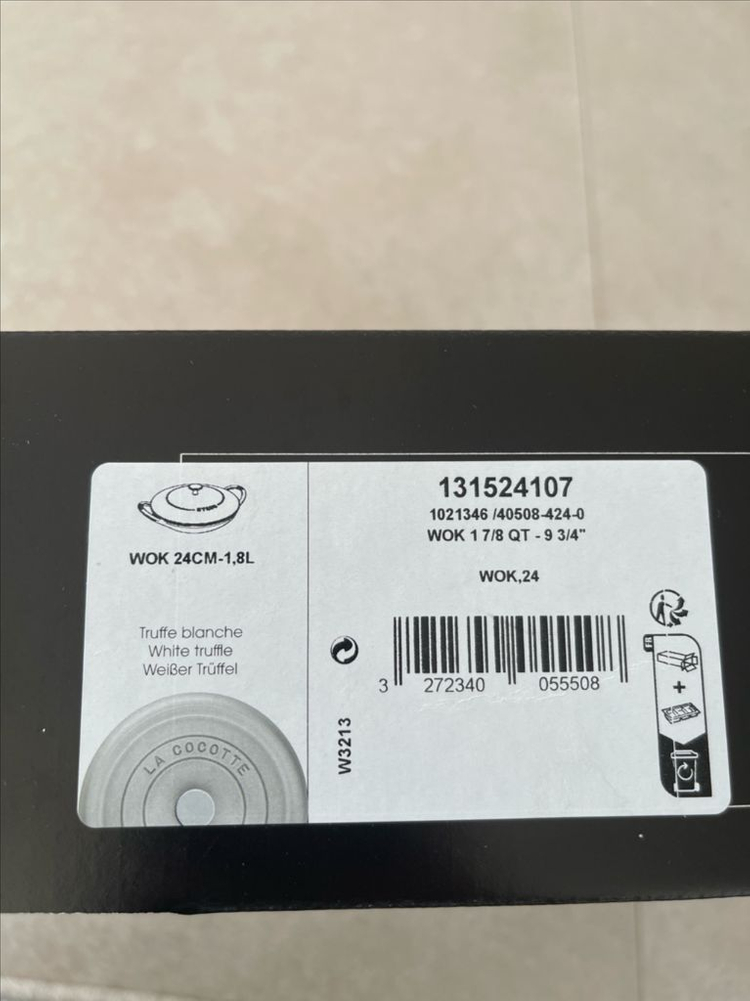 WOK 24CM-1,8L
Truffe blanche
White truffle
Weißer Trüffel
LA COCOTTE
131524107
1021346 /40508-424-0
WOK 1 7/8 QT - 9 3/4"
WOK,24
3 272340 055508
W3213
FR
+